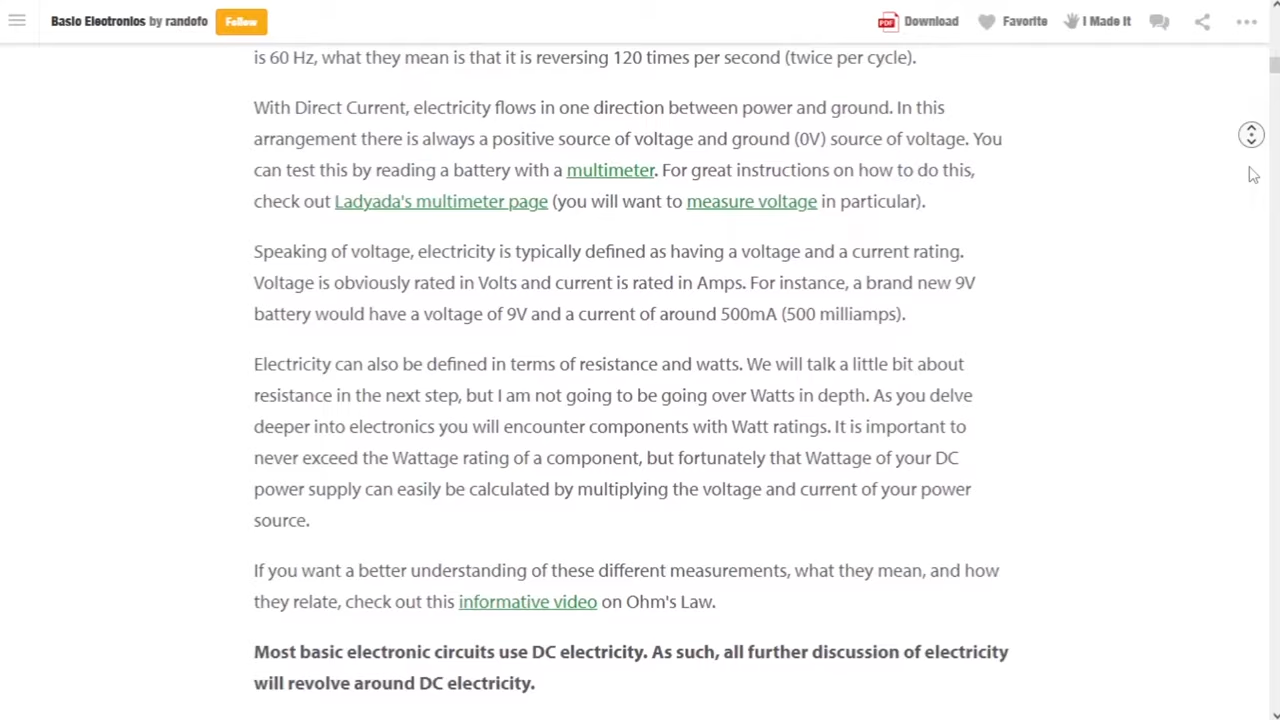 Basic Electronics by randofo Follow PDF Download Favorite I Made It
is 60 Hz, what they mean is that it is reversing 120 times per second (twice per cycle).
With Direct Current, electricity flows in one direction between power and ground. In this
arrangement there is always a positive source of voltage and ground (0V) source of voltage. You
can test this by reading a battery with a multimeter. For great instructions on how to do this,
check out Ladyada's multimeter page (you will want to measure voltage in particular).
Speaking of voltage, electricity is typically defined as having a voltage and a current rating.
Voltage is obviously rated in Volts and current is rated in Amps. For instance, a brand new 9V
battery would have a voltage of 9V and a current of around 500mA (500 milliamps).
Electricity can also be defined in terms of resistance and watts. We will talk a little bit about
resistance in the next step, but I am not going to be going over Watts in depth. As you delve
deeper into electronics you will encounter components with Watt ratings. It is important to
never exceed the Wattage rating of a component, but fortunately that Wattage of your DC
power supply can easily be calculated by multiplying the voltage and current of your power
source.
If you want a better understanding of these different measurements, what they mean, and how
they relate, check out this informative video on Ohm's Law.
Most basic electronic circuits use DC electricity. As such, all further discussion of electricity
will revolve around DC electricity.